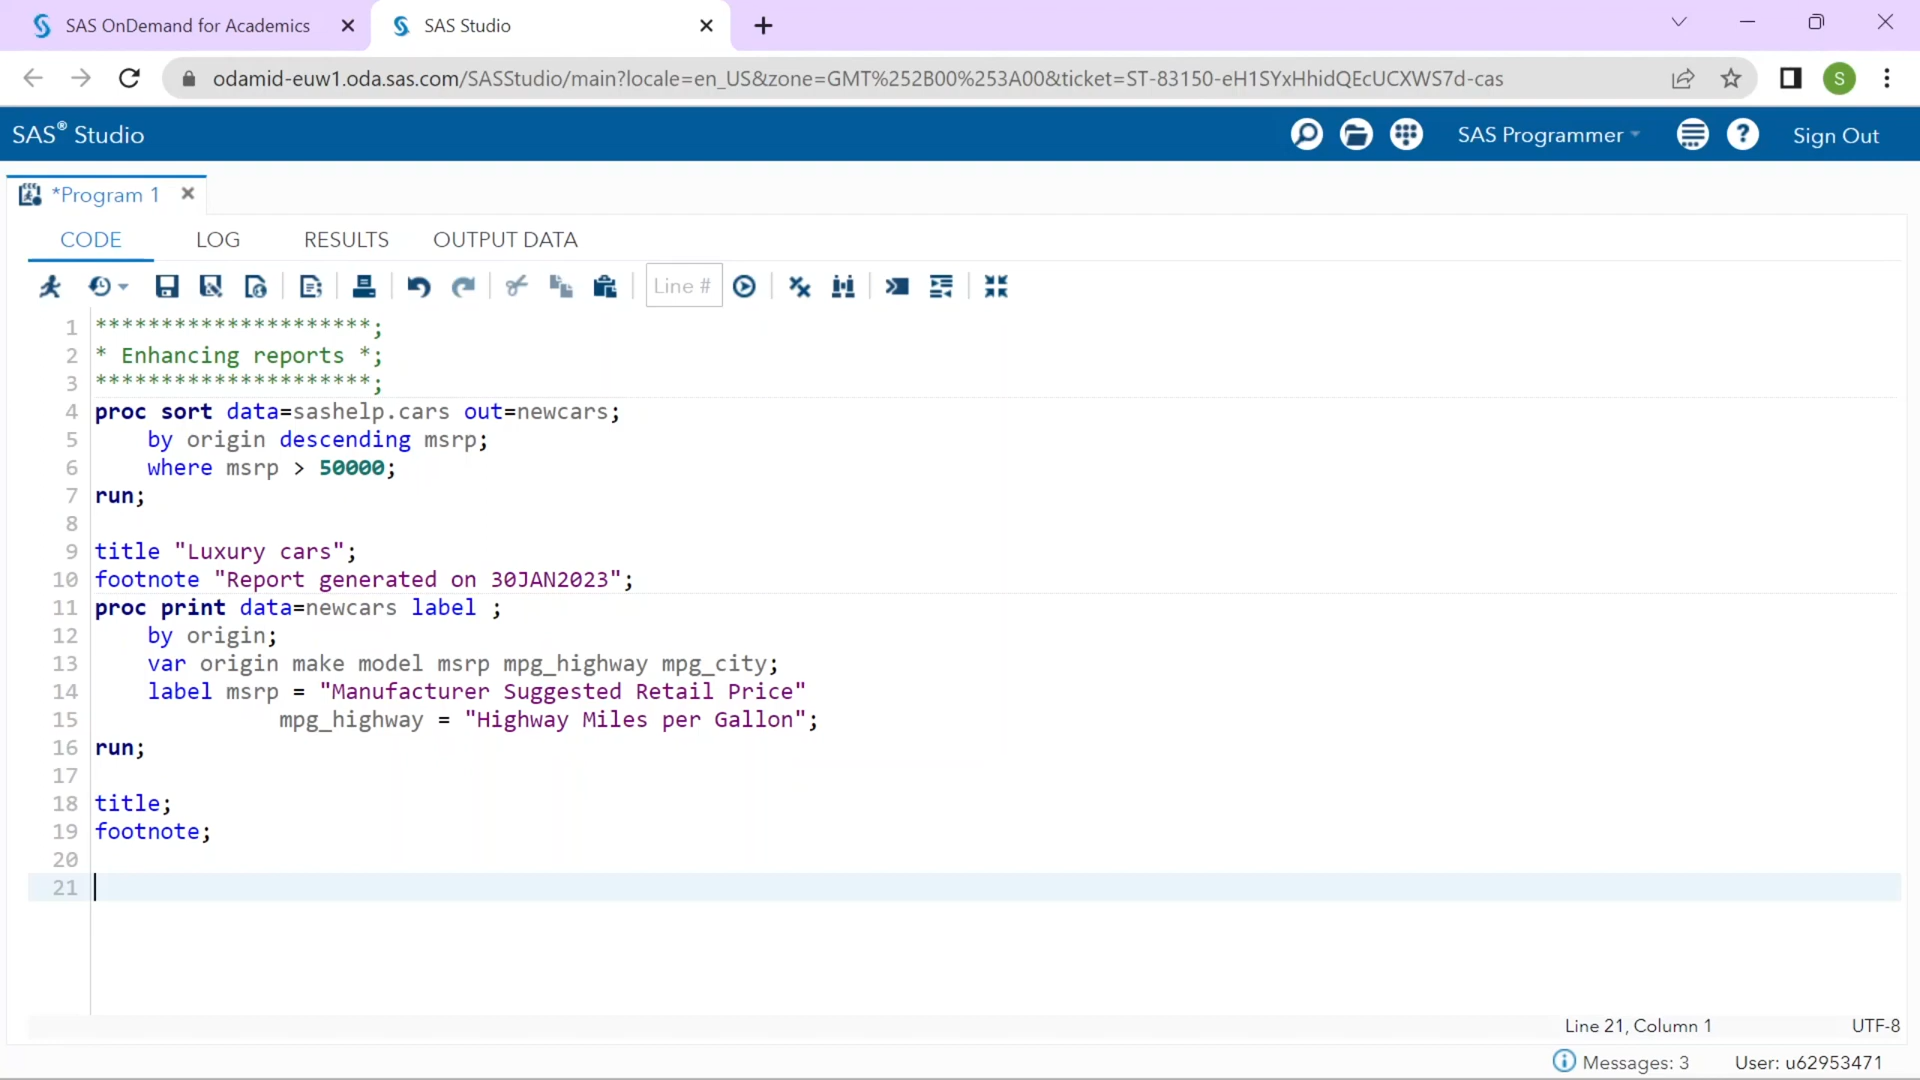 SAS OnDemand for Academics
SAS Studio
odamid-euw1.oda.sas.com/SASStudio/main?locale=en_US&zone=GMT%252B00%253A00&ticket=ST-83150-eH1SYxHhidQEcUCXWS7d-cas
S
SAS® Studio
SAS Programmer
?
Sign Out
*Program 1
CODE LOG RESULTS OUTPUT DATA
Line #
1 *********************;
2 * Enhancing reports *;
3 *********************;
4 proc sort data=sashelp.cars out=newcars;
5 by origin descending msrp;
6 where msrp > 50000;
7 run;
8
9 title "Luxury cars";
10 footnote "Report generated on 30JAN2023";
11 proc print data=newcars label ;
12 by origin;
13 var origin make model msrp mpg_highway mpg_city;
14 label msrp = "Manufacturer Suggested Retail Price"
15 mpg_highway = "Highway Miles per Gallon";
16 run;
17
18 title;
19 footnote;
20
21
Line 21, Column 1 UTF-8
Messages: 3 User: u62953471